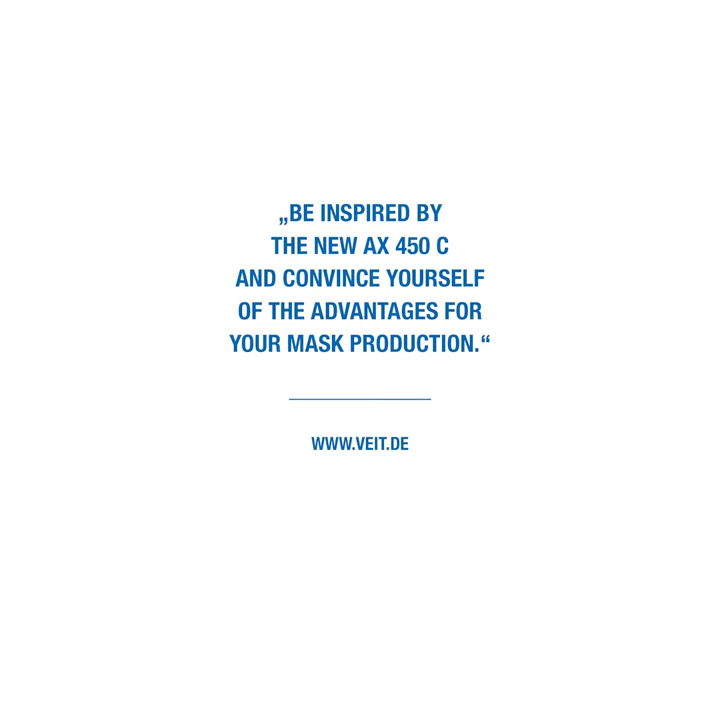 „BE INSPIRED BY
THE NEW AX 450 C
AND CONVINCE YOURSELF
OF THE ADVANTAGES FOR
YOUR MASK PRODUCTION.“
WWW.VEIT.DE